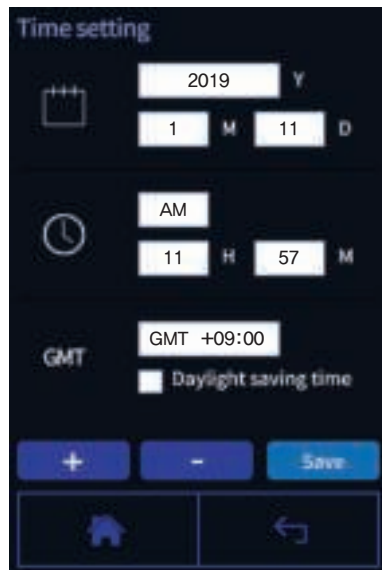 Time setting
2019 Y
1 M 11 D
AM
11 H 57 M
GMT GMT +09:00
Daylight saving time
+ - Save